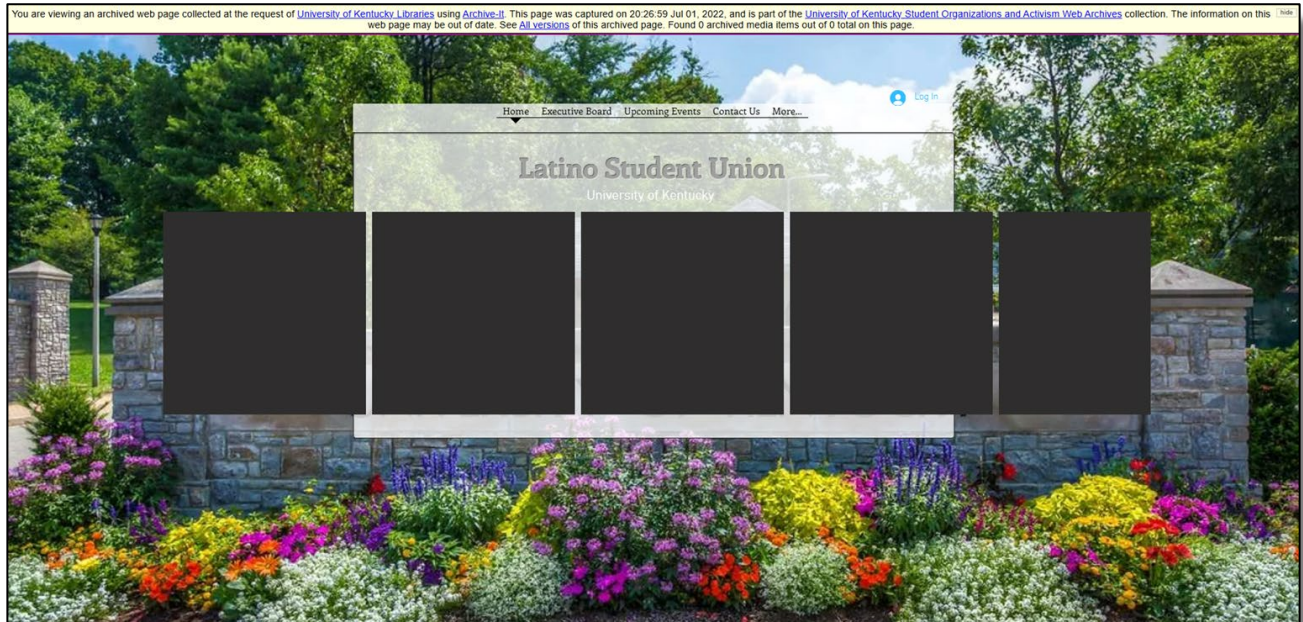 You are viewing an archived web page collected at the request of University of Kentucky Libraries using Archive-It. This page was captured on 20:26:59 Jul 01, 2022, and is part of the University of Kentucky Student Organizations and Activism Web Archives collection. The information on this
web page may be out of date. See All versions of this archived page. Found 0 archived media items out of 0 total on this page.
hide
Log In
Home Executive Board Upcoming Events Contact Us More...
Latino Student Union
University of Kentucky